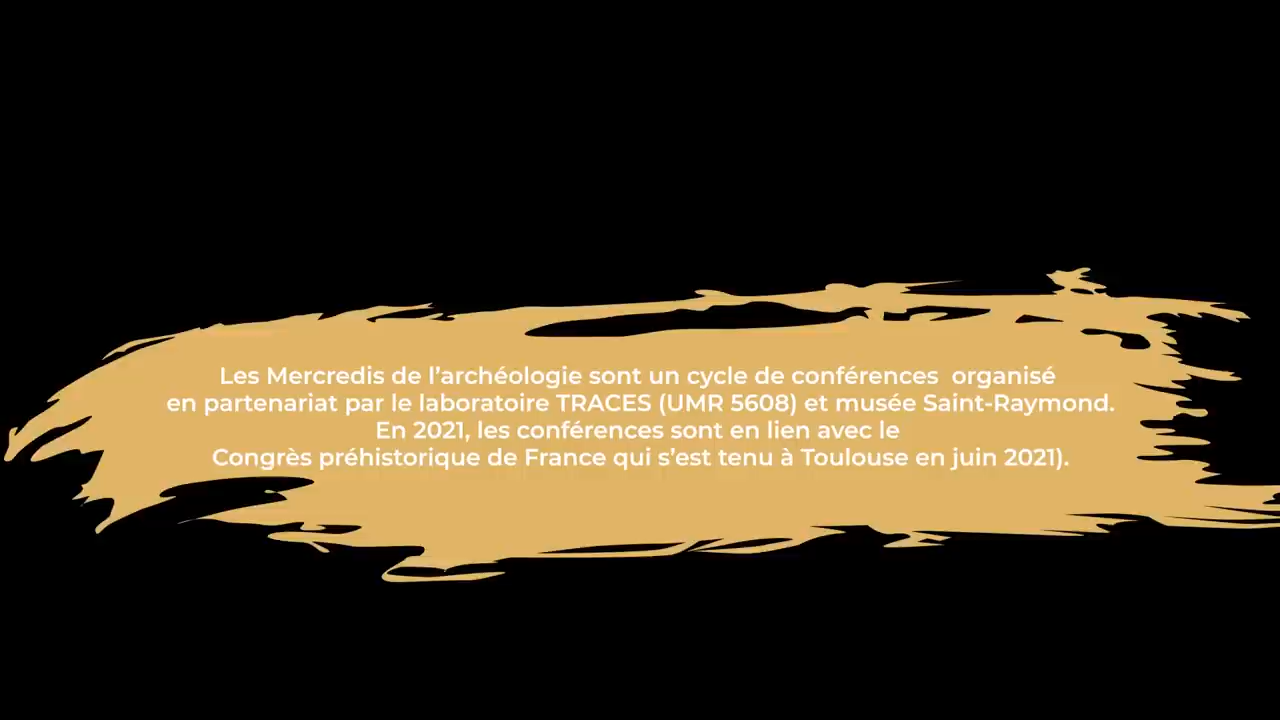 Les Mercredis de l’archéologie sont un cycle de conférences  organisé
en partenariat par le laboratoire TRACES (UMR 5608) et musée Saint-Raymond.
En 2021, les conférences sont en lien avec le
Congrès préhistorique de France qui s’est tenu à Toulouse en juin 2021).